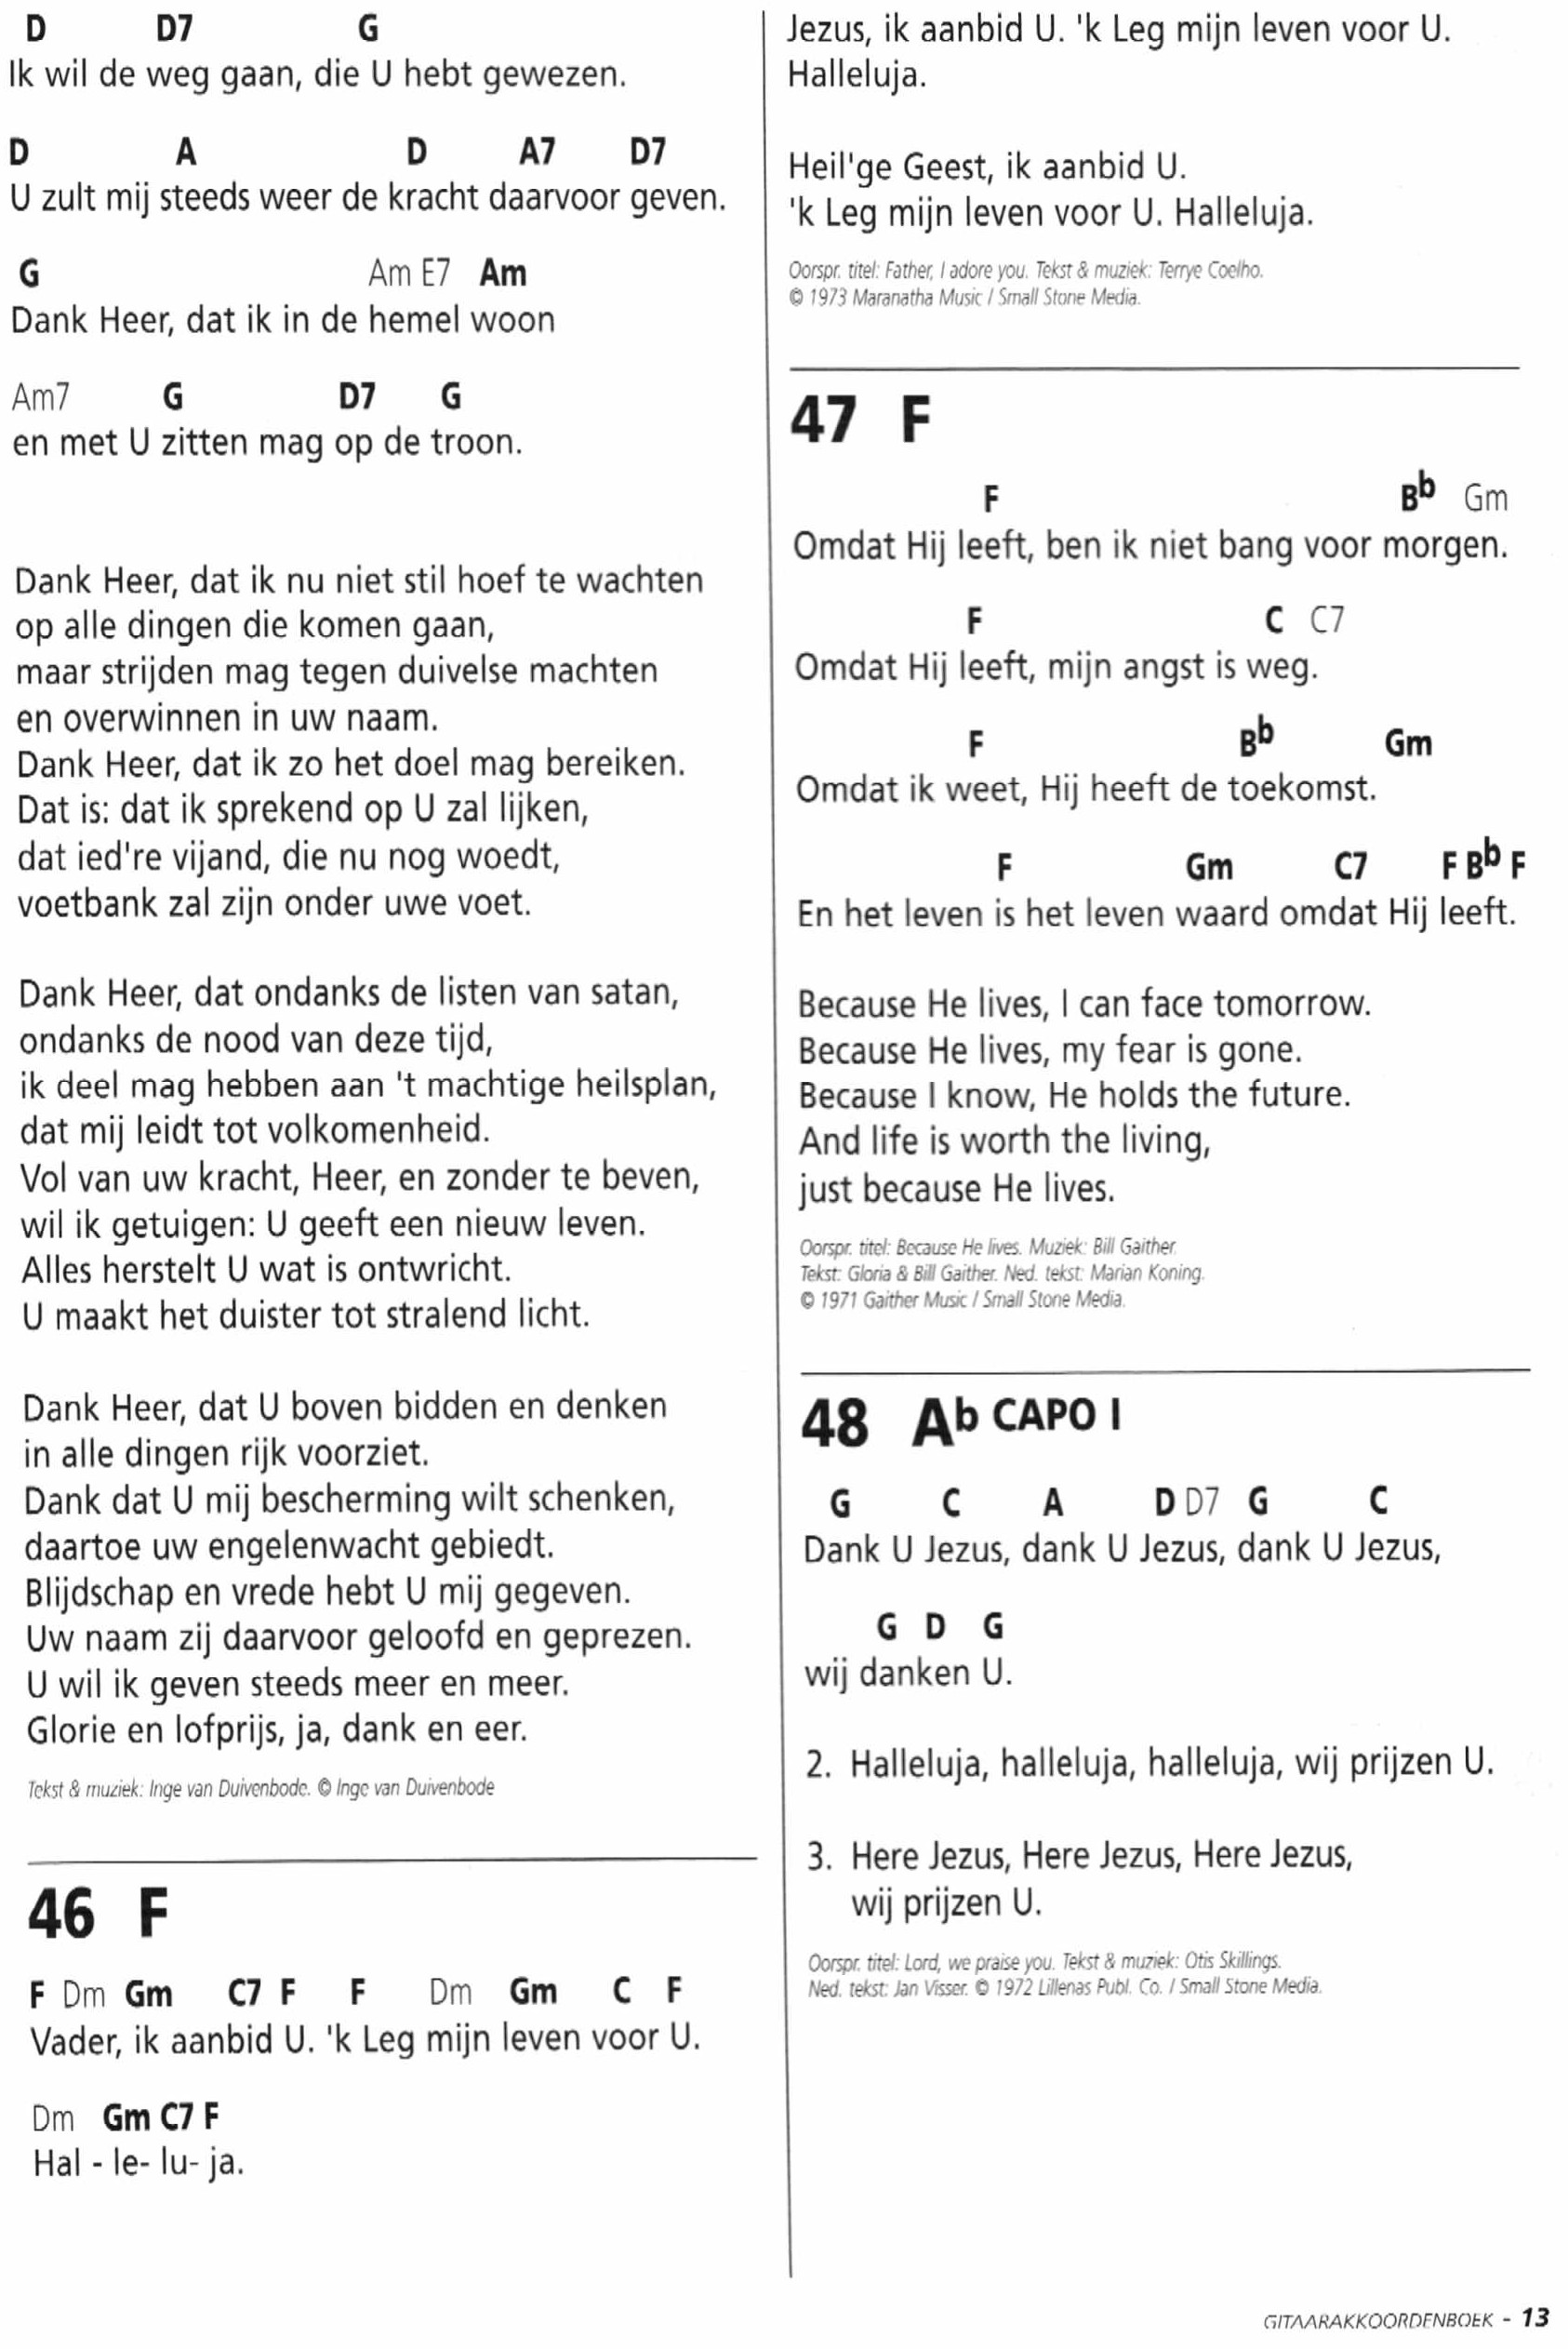 D D7 G
Ik wil de weg gaan, die U hebt gewezen.
D A D A7 D7
U zult mij steeds weer de kracht daarvoor geven.
G Am E7 Am
Dank Heer, dat ik in de hemel woon
Am7 G D7 G
en met U zitten mag op de troon.
Dank Heer, dat ik nu niet stil hoef te wachten
op alle dingen die komen gaan,
maar strijden mag tegen duivelse machten
en overwinnen in uw naam.
Dank Heer, dat ik zo het doel mag bereiken.
Dat is: dat ik sprekend op U zal lijken,
dat ied're vijand, die nu nog woedt,
voetbank zal zijn onder uwe voet.
Dank Heer, dat ondanks de listen van satan,
ondanks de nood van deze tijd,
ik deel mag hebben aan 't machtige heilsplan,
dat mij leidt tot volkomenheid.
Vol van uw kracht, Heer, en zonder te beven,
wil ik getuigen: U geeft een nieuw leven.
Alles herstelt U wat is ontwricht.
U maakt het duister tot stralend licht.
Dank Heer, dat U boven bidden en denken
in alle dingen rijk voorziet.
Dank dat U mij bescherming wilt schenken,
daartoe uw engelenwacht gebiedt.
Blijdschap en vrede hebt U mij gegeven.
Uw naam zij daarvoor geloofd en geprezen.
U wil ik geven steeds meer en meer.
Glorie en lofprijs, ja, dank en eer.
Tekst & muziek: Inge van Duivenbode. © Inge van Duivenbode
46 F
F Dm Gm C7 F F Dm Gm C F
Vader, ik aanbid U. 'k Leg mijn leven voor U.
Dm Gm C7 F
Hal - le- lu- ja.
Jezus, ik aanbid U. 'k Leg mijn leven voor U.
Halleluja.
Heil'ge Geest, ik aanbid U.
'k Leg mijn leven voor U. Halleluja.
Oorspr. titel: Father, I adore you. Tekst & muziek: Terrye Coelho.
© 1973 Maranatha Music / Small Stone Media.
47 F
F Bb Gm
Omdat Hij leeft, ben ik niet bang voor morgen.
F C C7
Omdat Hij leeft, mijn angst is weg.
F Bb Gm
Omdat ik weet, Hij heeft de toekomst.
F Gm C7 F Bb F
En het leven is het leven waard omdat Hij leeft.
Because He lives, I can face tomorrow.
Because He lives, my fear is gone.
Because I know, He holds the future.
And life is worth the living,
just because He lives.
Oorspr. titel: Because He lives. Muziek: Bill Gaither.
Tekst: Gloria & Bill Gaither. Ned. tekst: Marian Koning.
© 1971 Gaither Music / Small Stone Media.
48 Ab CAPO I
G C A D D7 G C
Dank U Jezus, dank U Jezus, dank U Jezus,
G D G
wij danken U.
2. Halleluja, halleluja, halleluja, wij prijzen U.
3. Here Jezus, Here Jezus, Here Jezus,
wij prijzen U.
Oorspr. titel: Lord, we praise you. Tekst & muziek: Otis Skillings.
Ned. tekst: Jan Visser. © 1972 Lillenas Publ. Co. / Small Stone Media.
GITAARAKKOORDENBOEK - 13